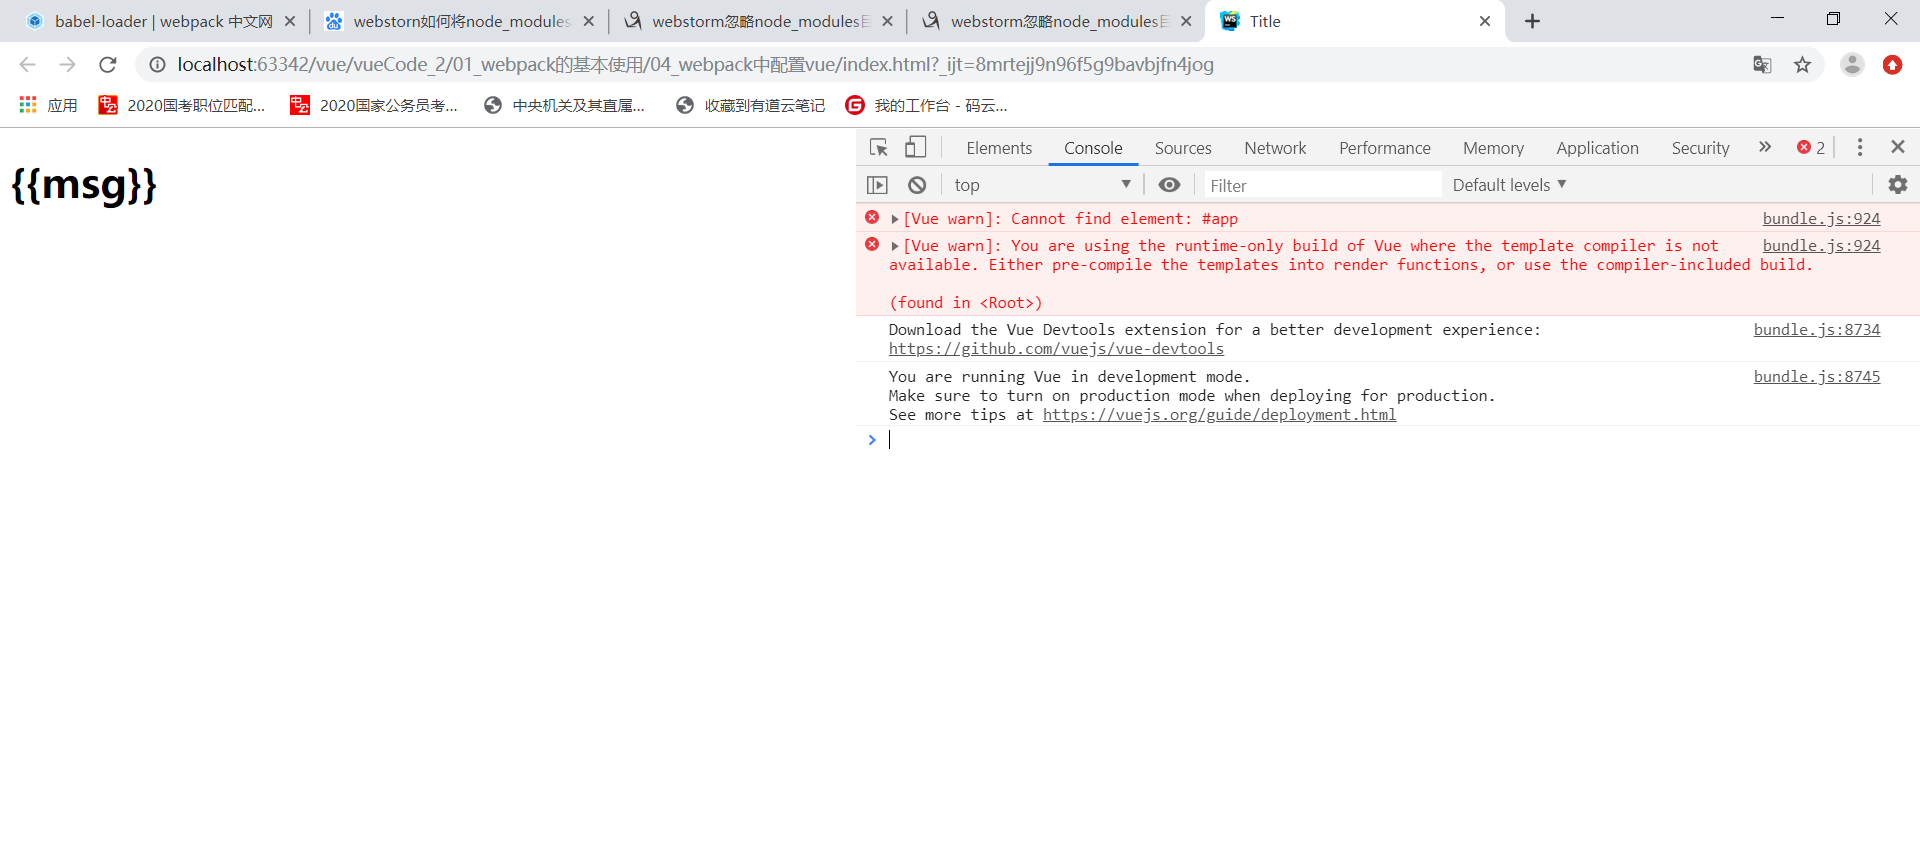 babel-loader | webpack 中文网
webstorn如何将node_modules
webstorm忽略node_modules目
webstorm忽略node_modules目
Title
localhost:63342/vue/vueCode_2/01_webpack的基本使用/04_webpack中配置vue/index.html?_ijt=8mrtejj9n96f5g9bavbjfn4jog
应用
2020国考职位匹配...
2020国家公务员考...
中央机关及其直属...
收藏到有道云笔记
我的工作台 - 码云...
{{msg}}
Elements Console Sources Network Performance Memory Application Security » 2
top Filter Default levels
[Vue warn]: Cannot find element: #app bundle.js:924
[Vue warn]: You are using the runtime-only build of Vue where the template compiler is not bundle.js:924
available. Either pre-compile the templates into render functions, or use the compiler-included build.
(found in <Root>)
Download the Vue Devtools extension for a better development experience: bundle.js:8734
https://github.com/vuejs/vue-devtools
You are running Vue in development mode. bundle.js:8745
Make sure to turn on production mode when deploying for production.
See more tips at https://vuejs.org/guide/deployment.html